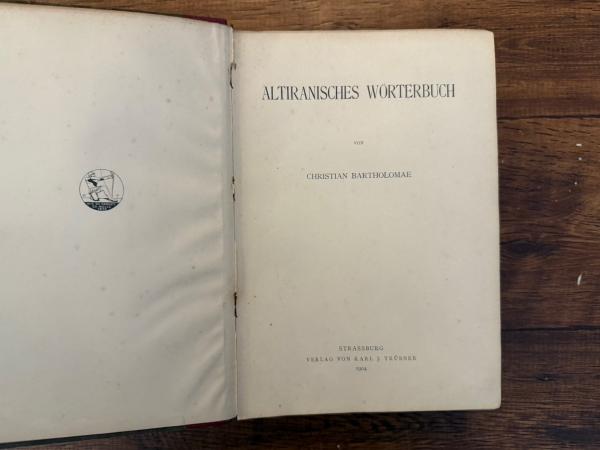 ALTIRANISCHES WÖRTERBUCH
VON
CHRISTIAN BARTHOLOMAE
STRASSBURG
VERLAG VON KARL J. TRÜBNER
1904